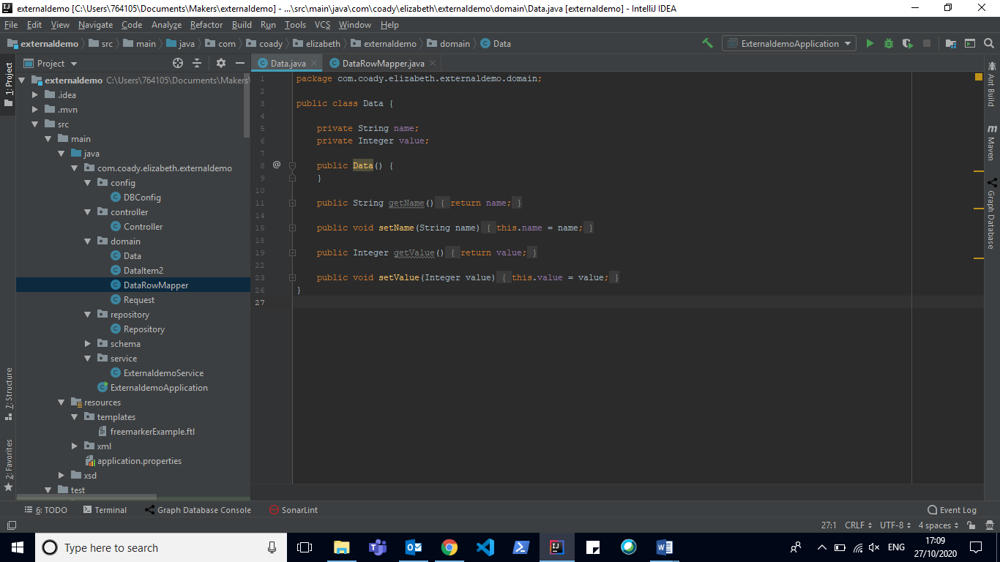 externaldemo [C:\Users\764105\Documents\Makers\externaldemo] - ...\src\main\java\com\coady\elizabeth\externaldemo\domain\Data.java [externaldemo] - IntelliJ IDEA
File Edit View Navigate Code Analyze Refactor Build Run Tools VCS Window Help
externaldemo src main java com coady elizabeth externaldemo domain Data ExternaldemoApplication
Project Data.java DataRowMapper.java
1: Project
externaldemo C:\Users\764105\Documents\Makers\
.idea
.mvn
src
main
java
com.coady.elizabeth.externaldemo
config
DBConfig
controller
Controller
domain
Data
DataItem2
DataRowMapper
Request
repository
Repository
schema
service
ExternaldemoService
ExternaldemoApplication
resources
templates
freemarkerExample.ftl
xml
application.properties
xsd
test
7: Structure
2: Favorites
1 package com.coady.elizabeth.externaldemo.domain;
2
3 public class Data {
4
5 private String name;
6 private Integer value;
7
8 @ public Data() {
9 }
10
11 public String getName() { return name; }
14
15 public void setName(String name) { this.name = name; }
18
19 public Integer getValue() { return value; }
22
23 public void setValue(Integer value) { this.value = value; }
26 }
27
Ant Build
Maven
Graph Database
6: TODO Terminal Graph Database Console SonarLint Event Log
27:1 CRLF UTF-8 4 spaces
Type here to search
ENG
17:09
27/10/2020